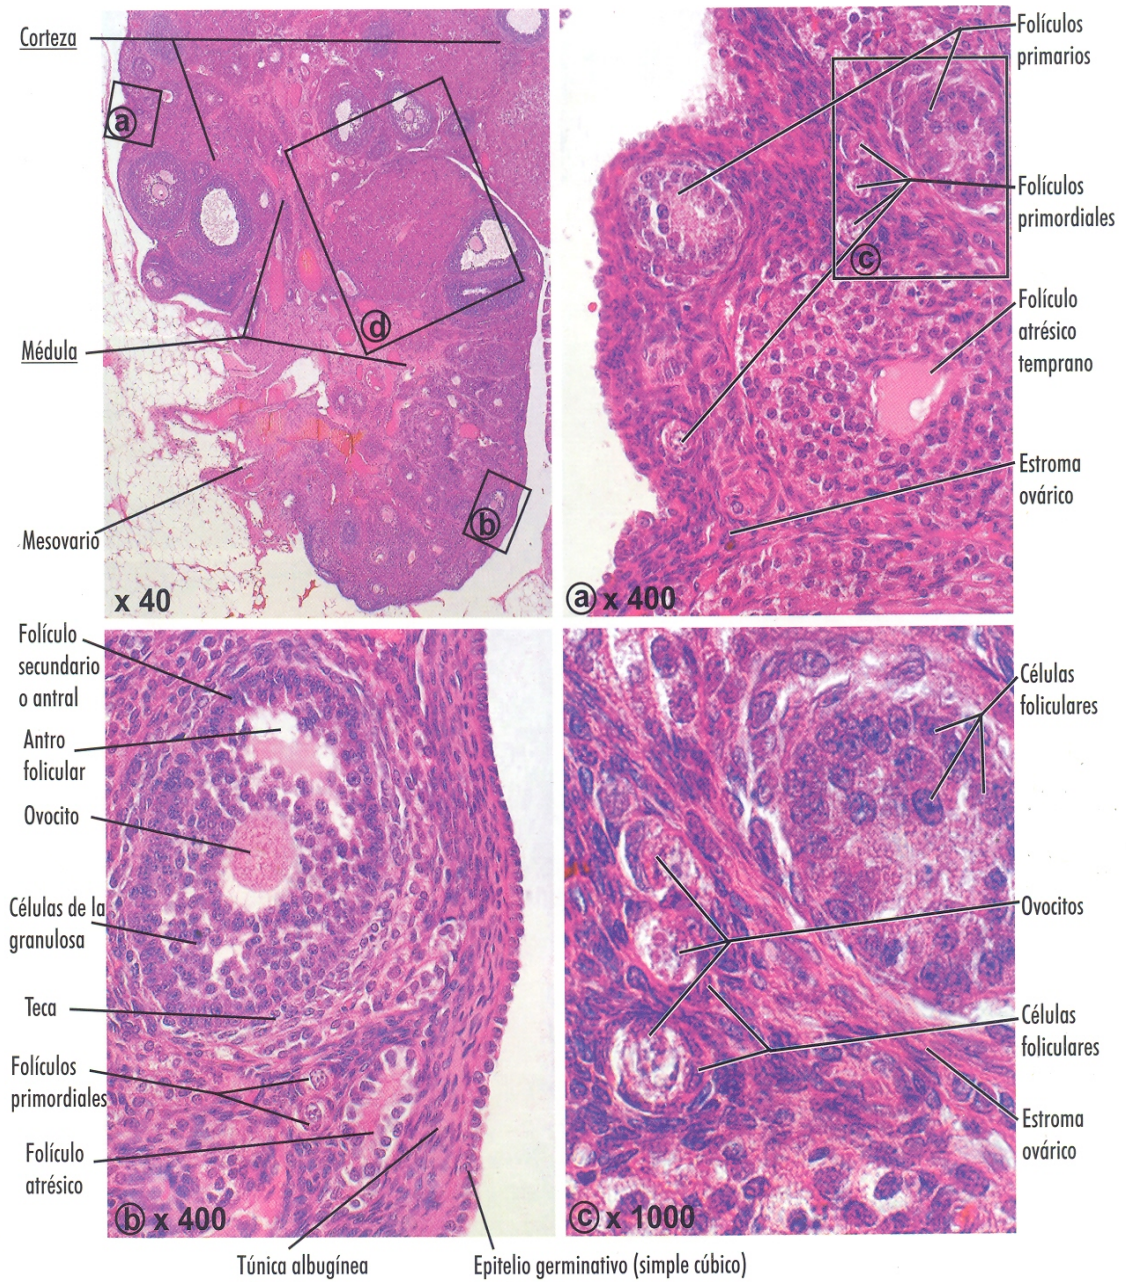 Corteza
a
d
Médula
Mesovario
b
x 40
Folículos
primarios
Folículos
primordiales
c
Folículo
atrésico
temprano
Estroma
ovárico
a x 400
Folículo
secundario
o antral
Antro
folicular
Ovocito
Células de la
granulosa
Teca
Folículos
primordiales
Folículo
atrésico
b x 400
Túnica albugínea
Epitelio germinativo (simple cúbico)
Células
foliculares
Ovocitos
Células
foliculares
Estroma
ovárico
c x 1000